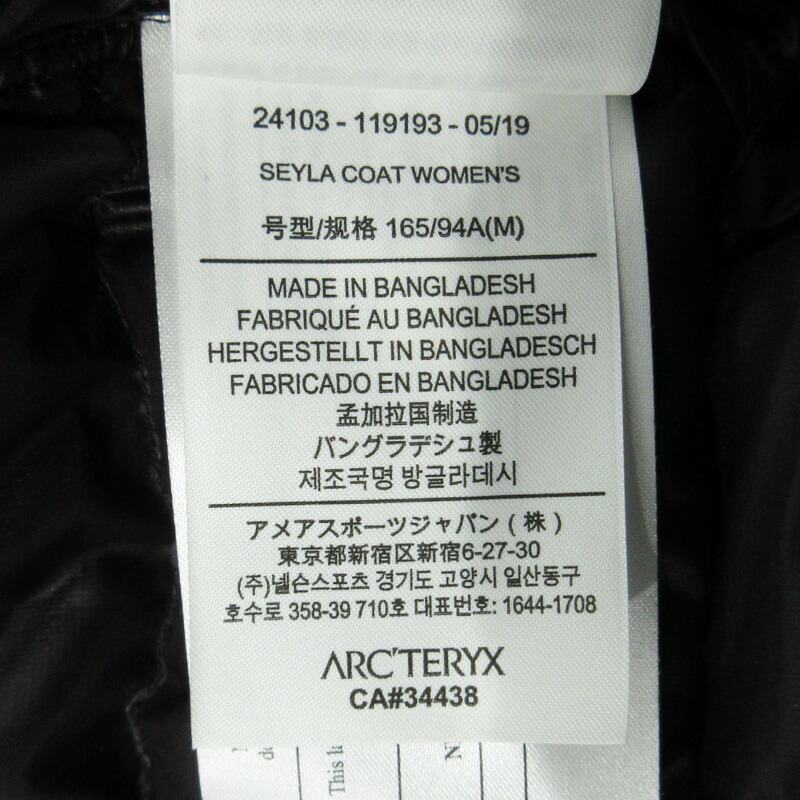 24103 - 119193 - 05/19
SEYLA COAT WOMEN'S
号型/规格 165/94A(M)
MADE IN BANGLADESH
FABRIQUÉ AU BANGLADESH
HERGESTELLT IN BANGLADESCH
FABRICADO EN BANGLADESH
孟加拉国制造
バングラデシュ製
제조국명 방글라데시
アメアスポーツジャパン(株)
東京都新宿区新宿6-27-30
(주)넬슨스포츠 경기도 고양시 일산동구
호수로 358-39 710호 대표번호: 1644-1708
ARC'TERYX
CA#34438
This